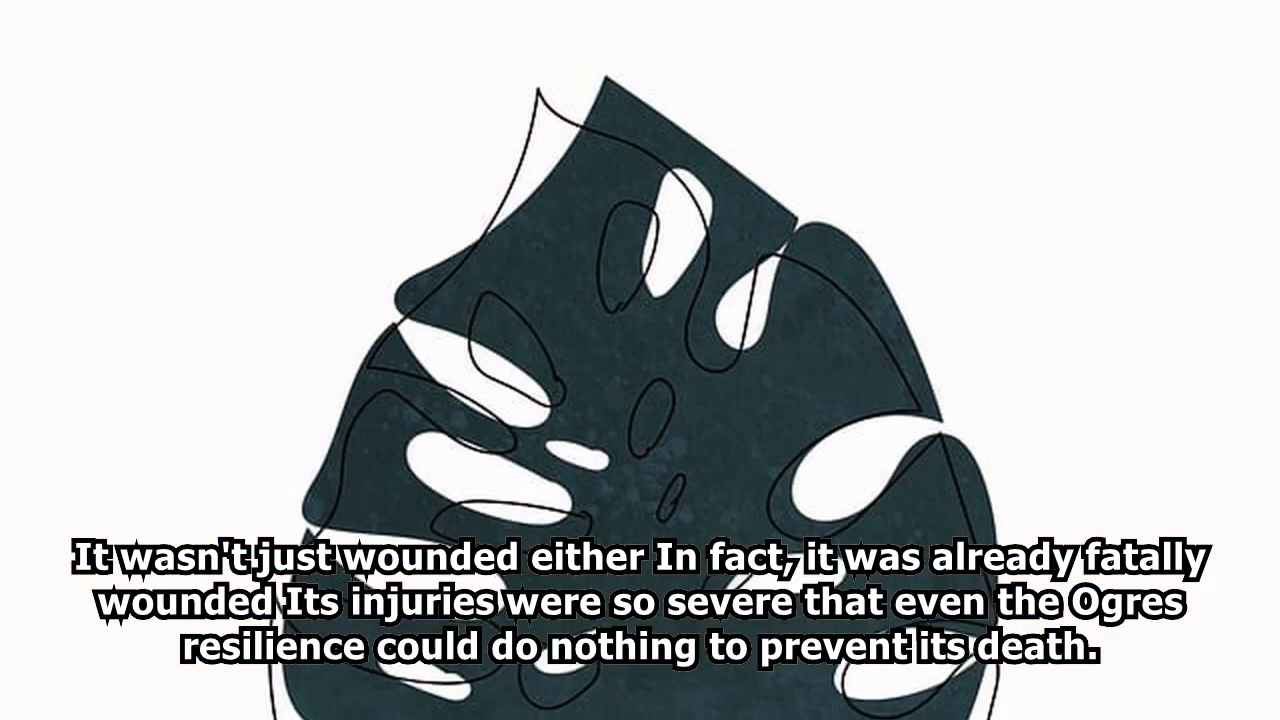 It wasn't just wounded either In fact, it was already fatally
wounded Its injuries were so severe that even the Ogres
resilience could do nothing to prevent its death.